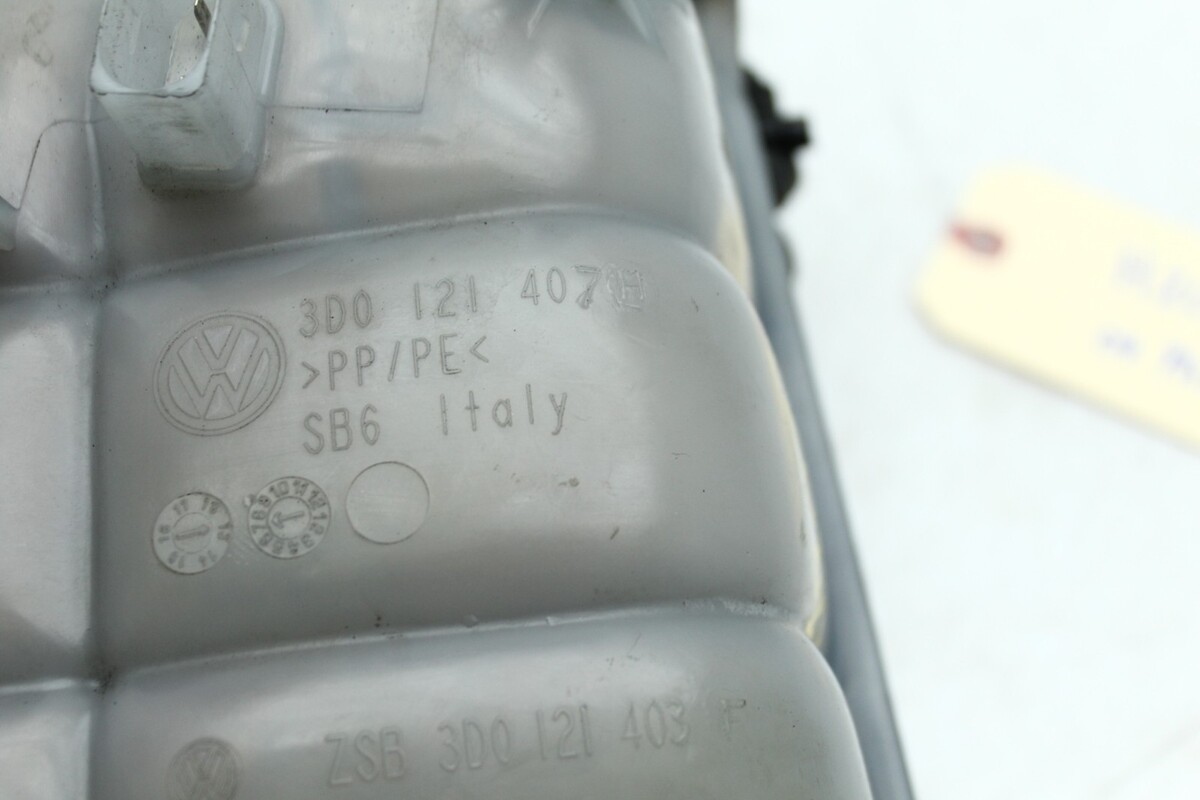 3D0 121 407 H
>PP/PE<
SB6 Italy
ZSB 3D0 121 403 F